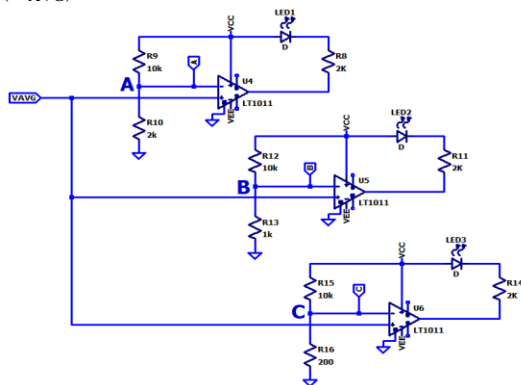 LED1
VCC
D
R9
10k
R8
2K
A
A
U4
LT1011
VEE
VAVG
R10
2k
LED2
VCC
D
R12
10k
R11
2K
B
B
U5
LT1011
VEE
R13
1k
LED3
VCC
D
R15
10k
R14
2K
C
C
U6
LT1011
VEE
R16
200